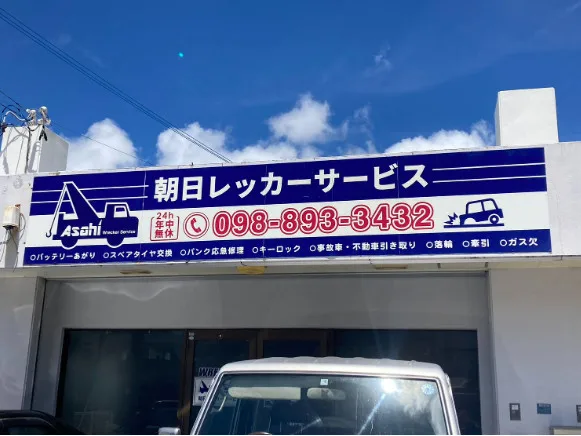 朝日レッカーサービス
Asahi
Wrecker Service
24h
年中
無休
098-893-3432
○バッテリーあがり ○スペアタイヤ交換 ○パンク応急修理 ○キーロック ○事故車・不動車引き取り ○落輪 ○牽引 ○ガス欠